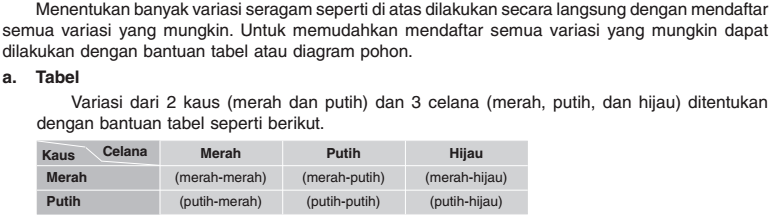 Menentukan banyak variasi seragam seperti di atas dilakukan secara langsung dengan mendaftar
semua variasi yang mungkin. Untuk memudahkan mendaftar semua variasi yang mungkin dapat
dilakukan dengan bantuan tabel atau diagram pohon.
a. Tabel
Variasi dari 2 kaus (merah dan putih) dan 3 celana (merah, putih, dan hijau) ditentukan
dengan bantuan tabel seperti berikut.
Kaus Celana Merah Putih Hijau
Merah (merah-merah) (merah-putih) (merah-hijau)
Putih (putih-merah) (putih-putih) (putih-hijau)